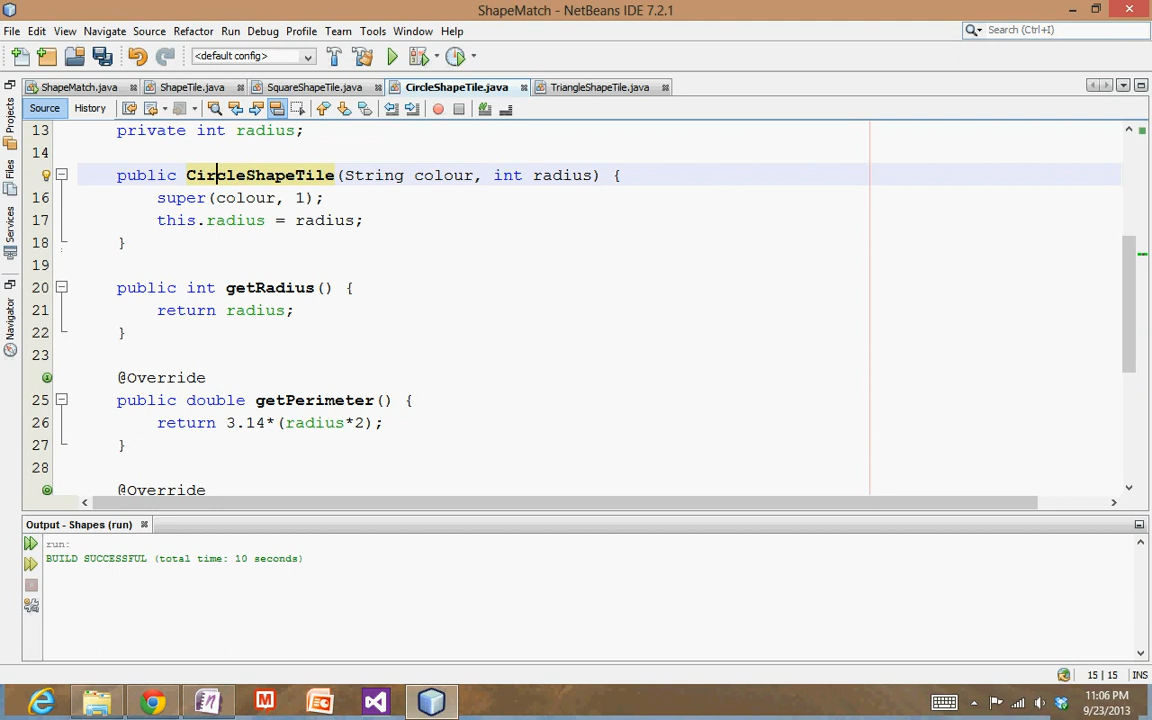 ShapeMatch - NetBeans IDE 7.2.1
File Edit View Navigate Source Refactor Run Debug Profile Team Tools Window Help
Search (Ctrl+I)
<default config>
ShapeMatch.java ShapeTile.java SquareShapeTile.java CircleShapeTile.java TriangleShapeTile.java
Source History
Projects
Files
Services
Navigator
13 private int radius;
14
public CircleShapeTile(String colour, int radius) {
16 super(colour, 1);
17 this.radius = radius;
18 }
19
20 public int getRadius() {
21 return radius;
22 }
23
@Override
25 public double getPerimeter() {
26 return 3.14*(radius*2);
27 }
28
@Override
Output - Shapes (run)
run:
BUILD SUCCESSFUL (total time: 10 seconds)
15 | 15 INS
11:06 PM
9/23/2013